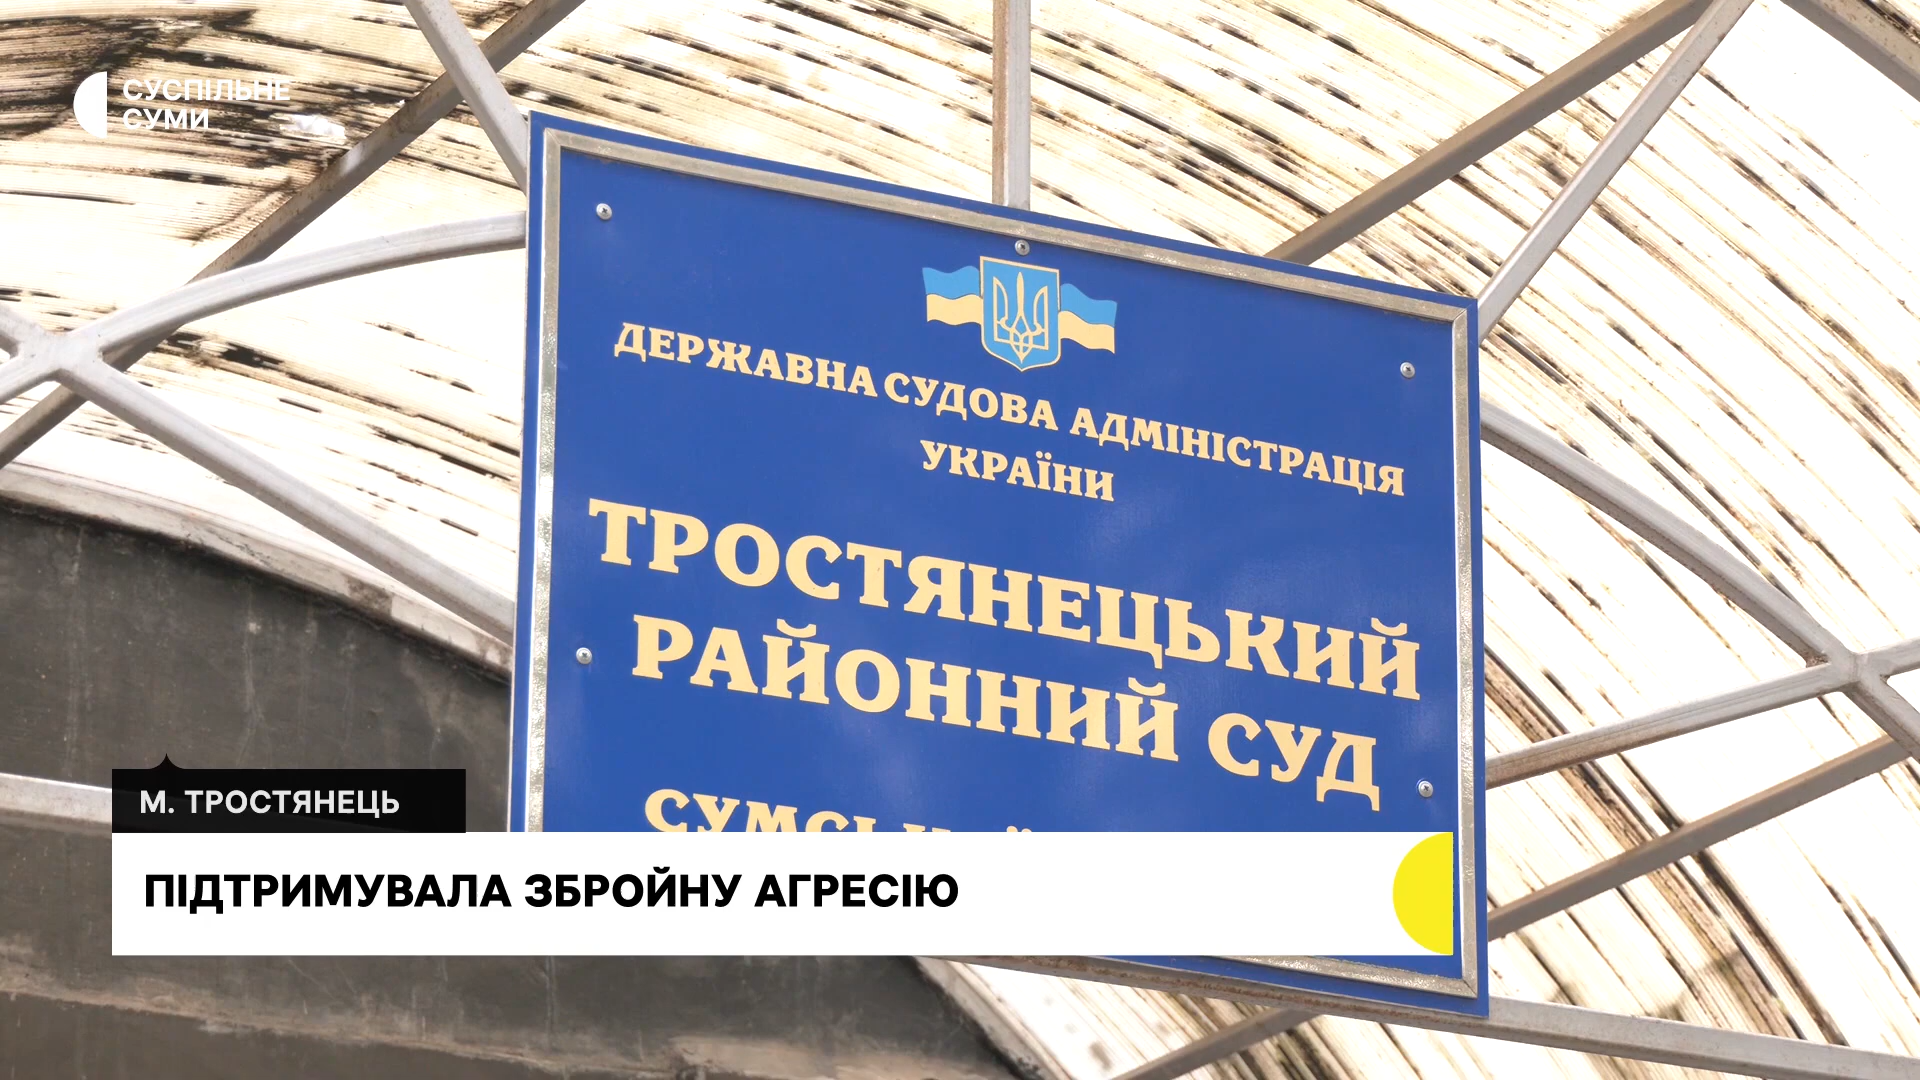 СУСПІЛЬНЕ
СУМИ
ДЕРЖАВНА СУДОВА АДМІНІСТРАЦІЯ
УКРАЇНИ
ТРОСТЯНЕЦЬКИЙ
РАЙОННИЙ СУД
М. ТРОСТЯНЕЦЬ
ПІДТРИМУВАЛА ЗБРОЙНУ АГРЕСІЮ